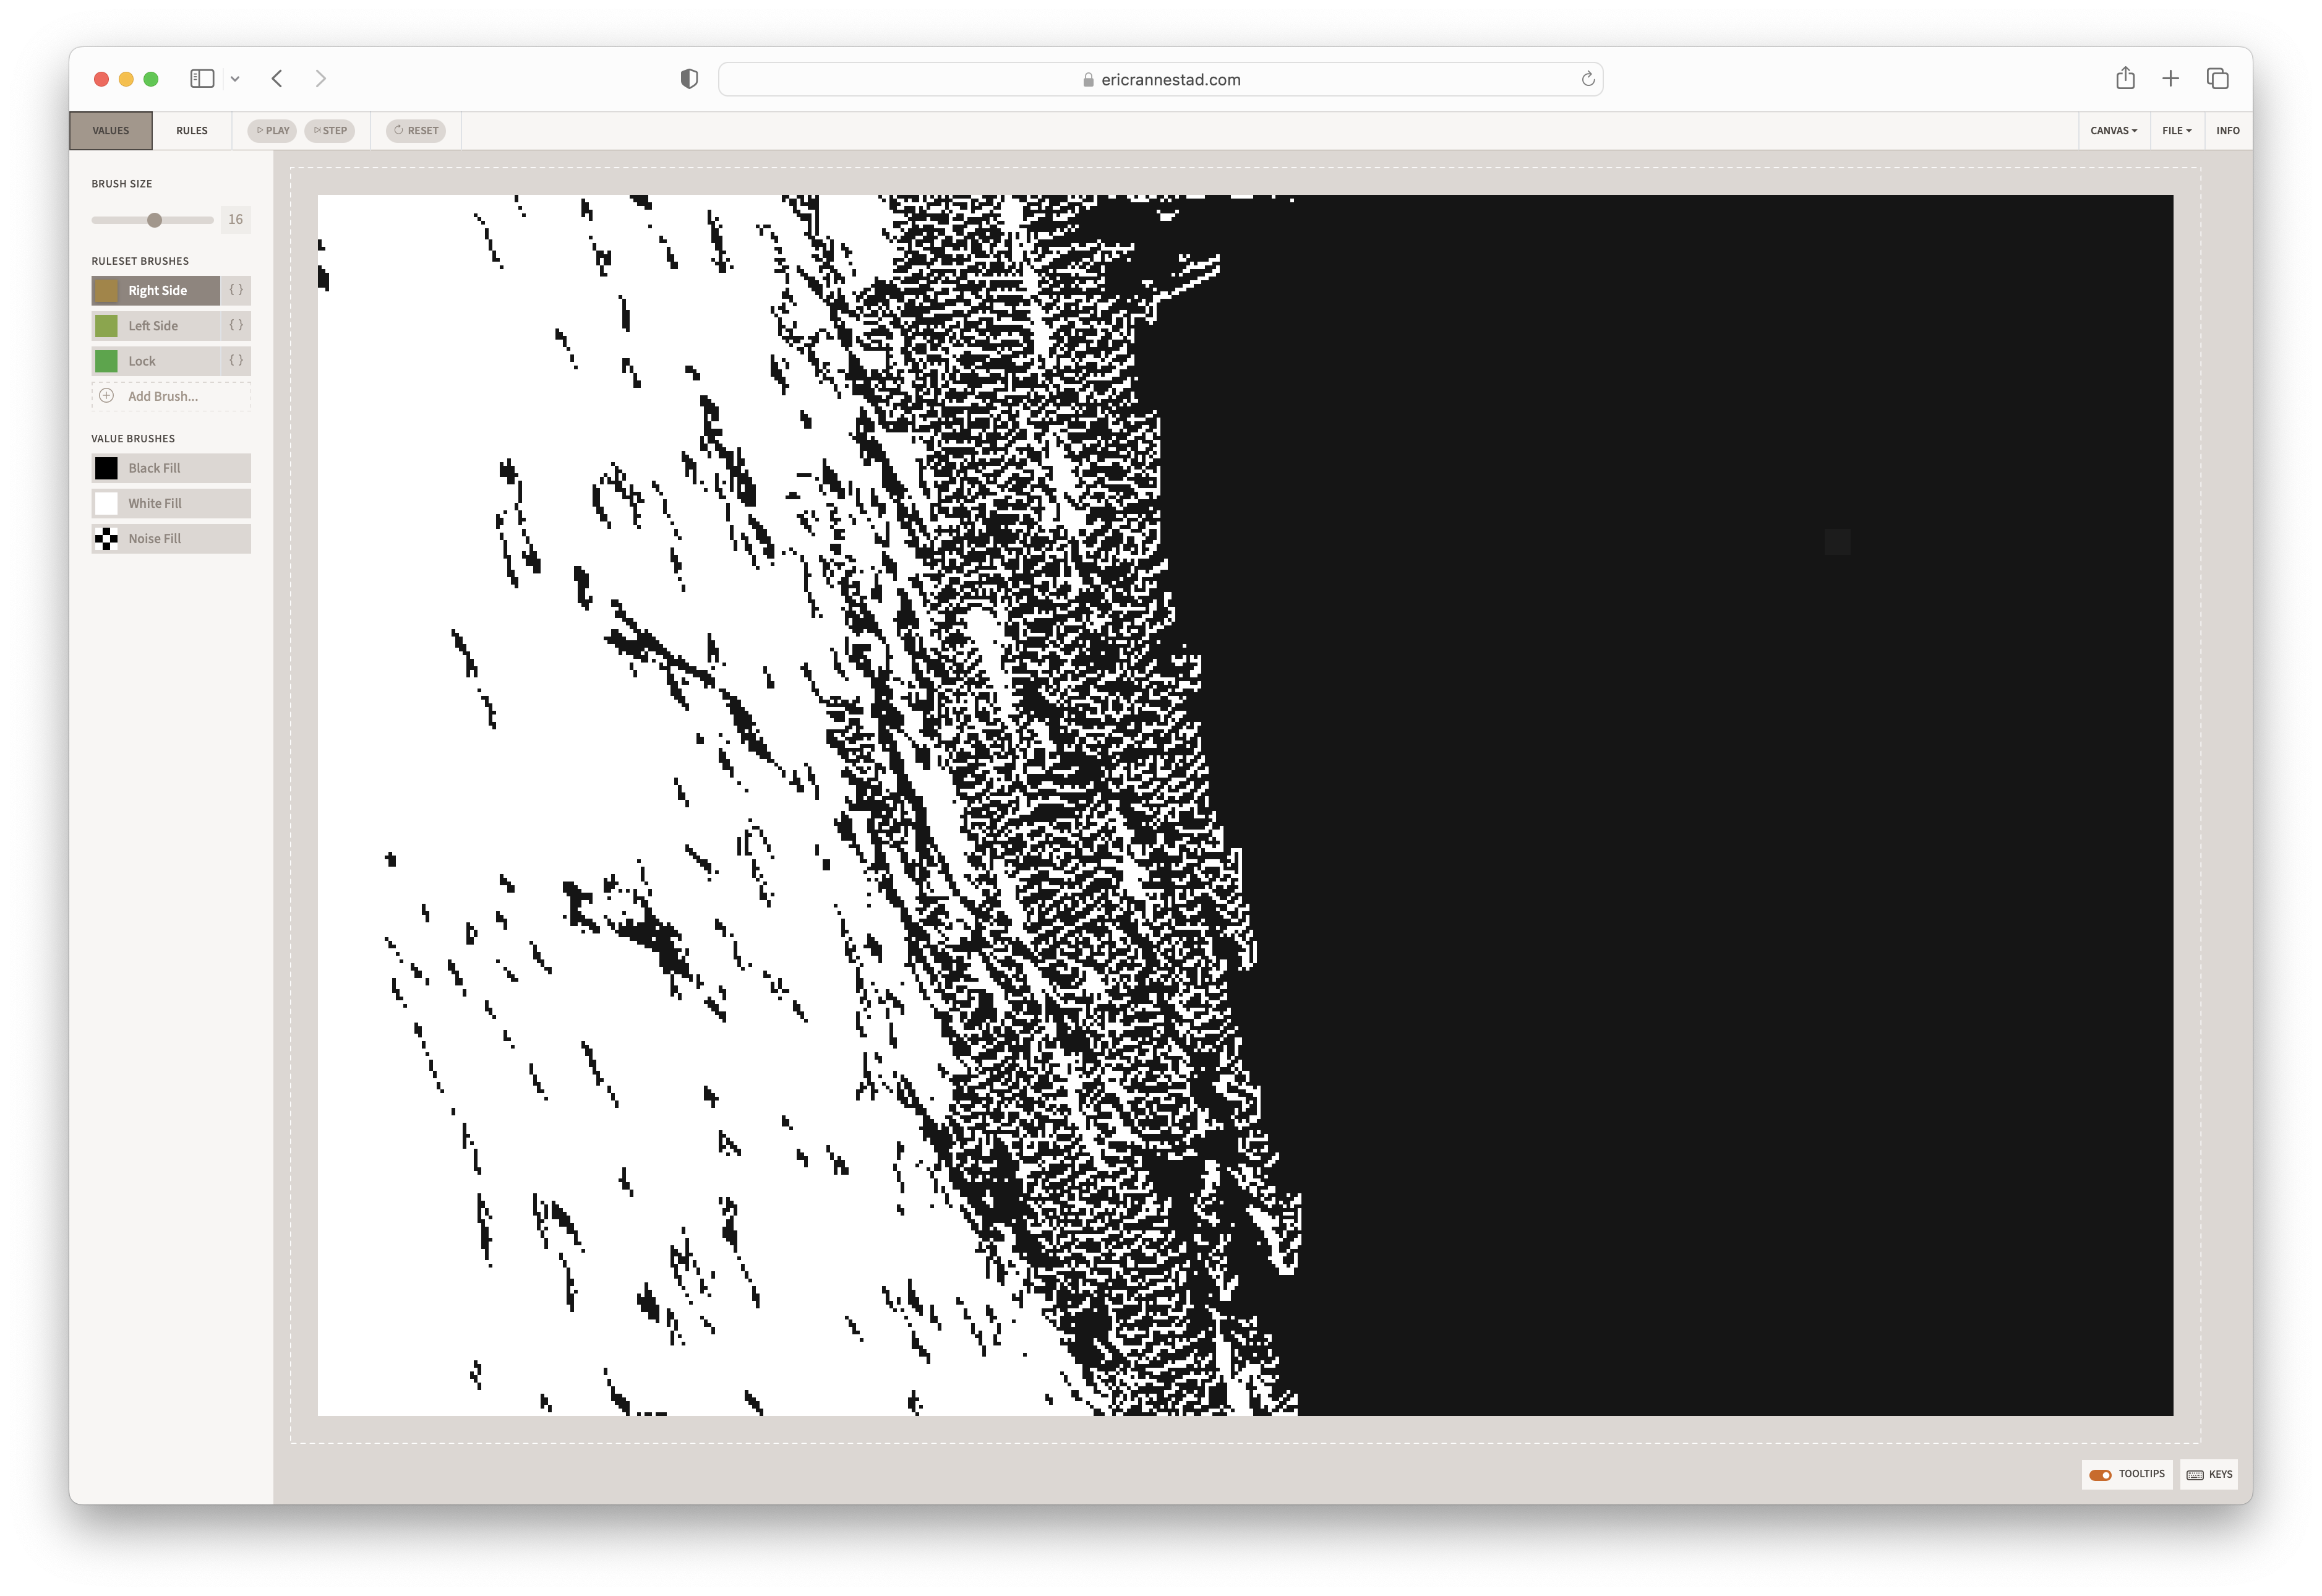 ericrannestad.com
VALUES RULES PLAY STEP RESET CANVAS FILE INFO
BRUSH SIZE
16
RULESET BRUSHES
Right Side { }
Left Side { }
Lock { }
Add Brush...
VALUE BRUSHES
Black Fill
White Fill
Noise Fill
TOOLTIPS KEYS